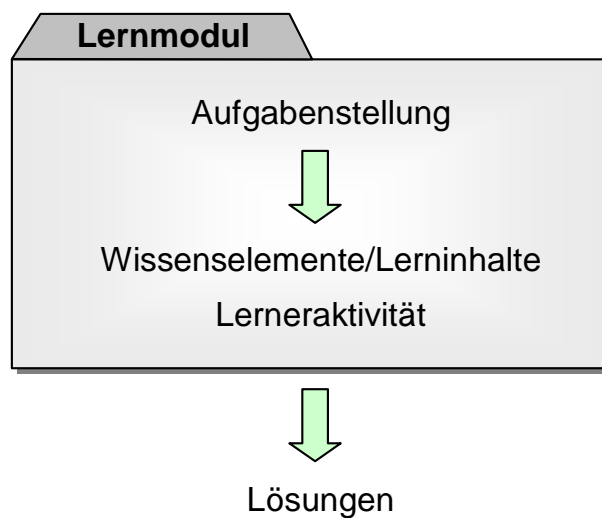 Lernmodul
Aufgabenstellung
Wissenselemente/Lerninhalte
Lerneraktivität
Lösungen